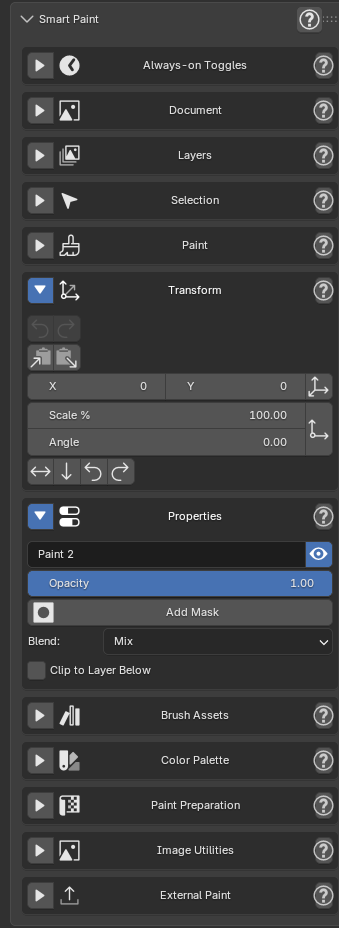 Smart Paint
Always-on Toggles
Document
Layers
Selection
Paint
Transform
X 0 Y 0
Scale % 100.00
Angle 0.00
Properties
Paint 2
Opacity 1.00
Add Mask
Blend: Mix
Clip to Layer Below
Brush Assets
Color Palette
Paint Preparation
Image Utilities
External Paint